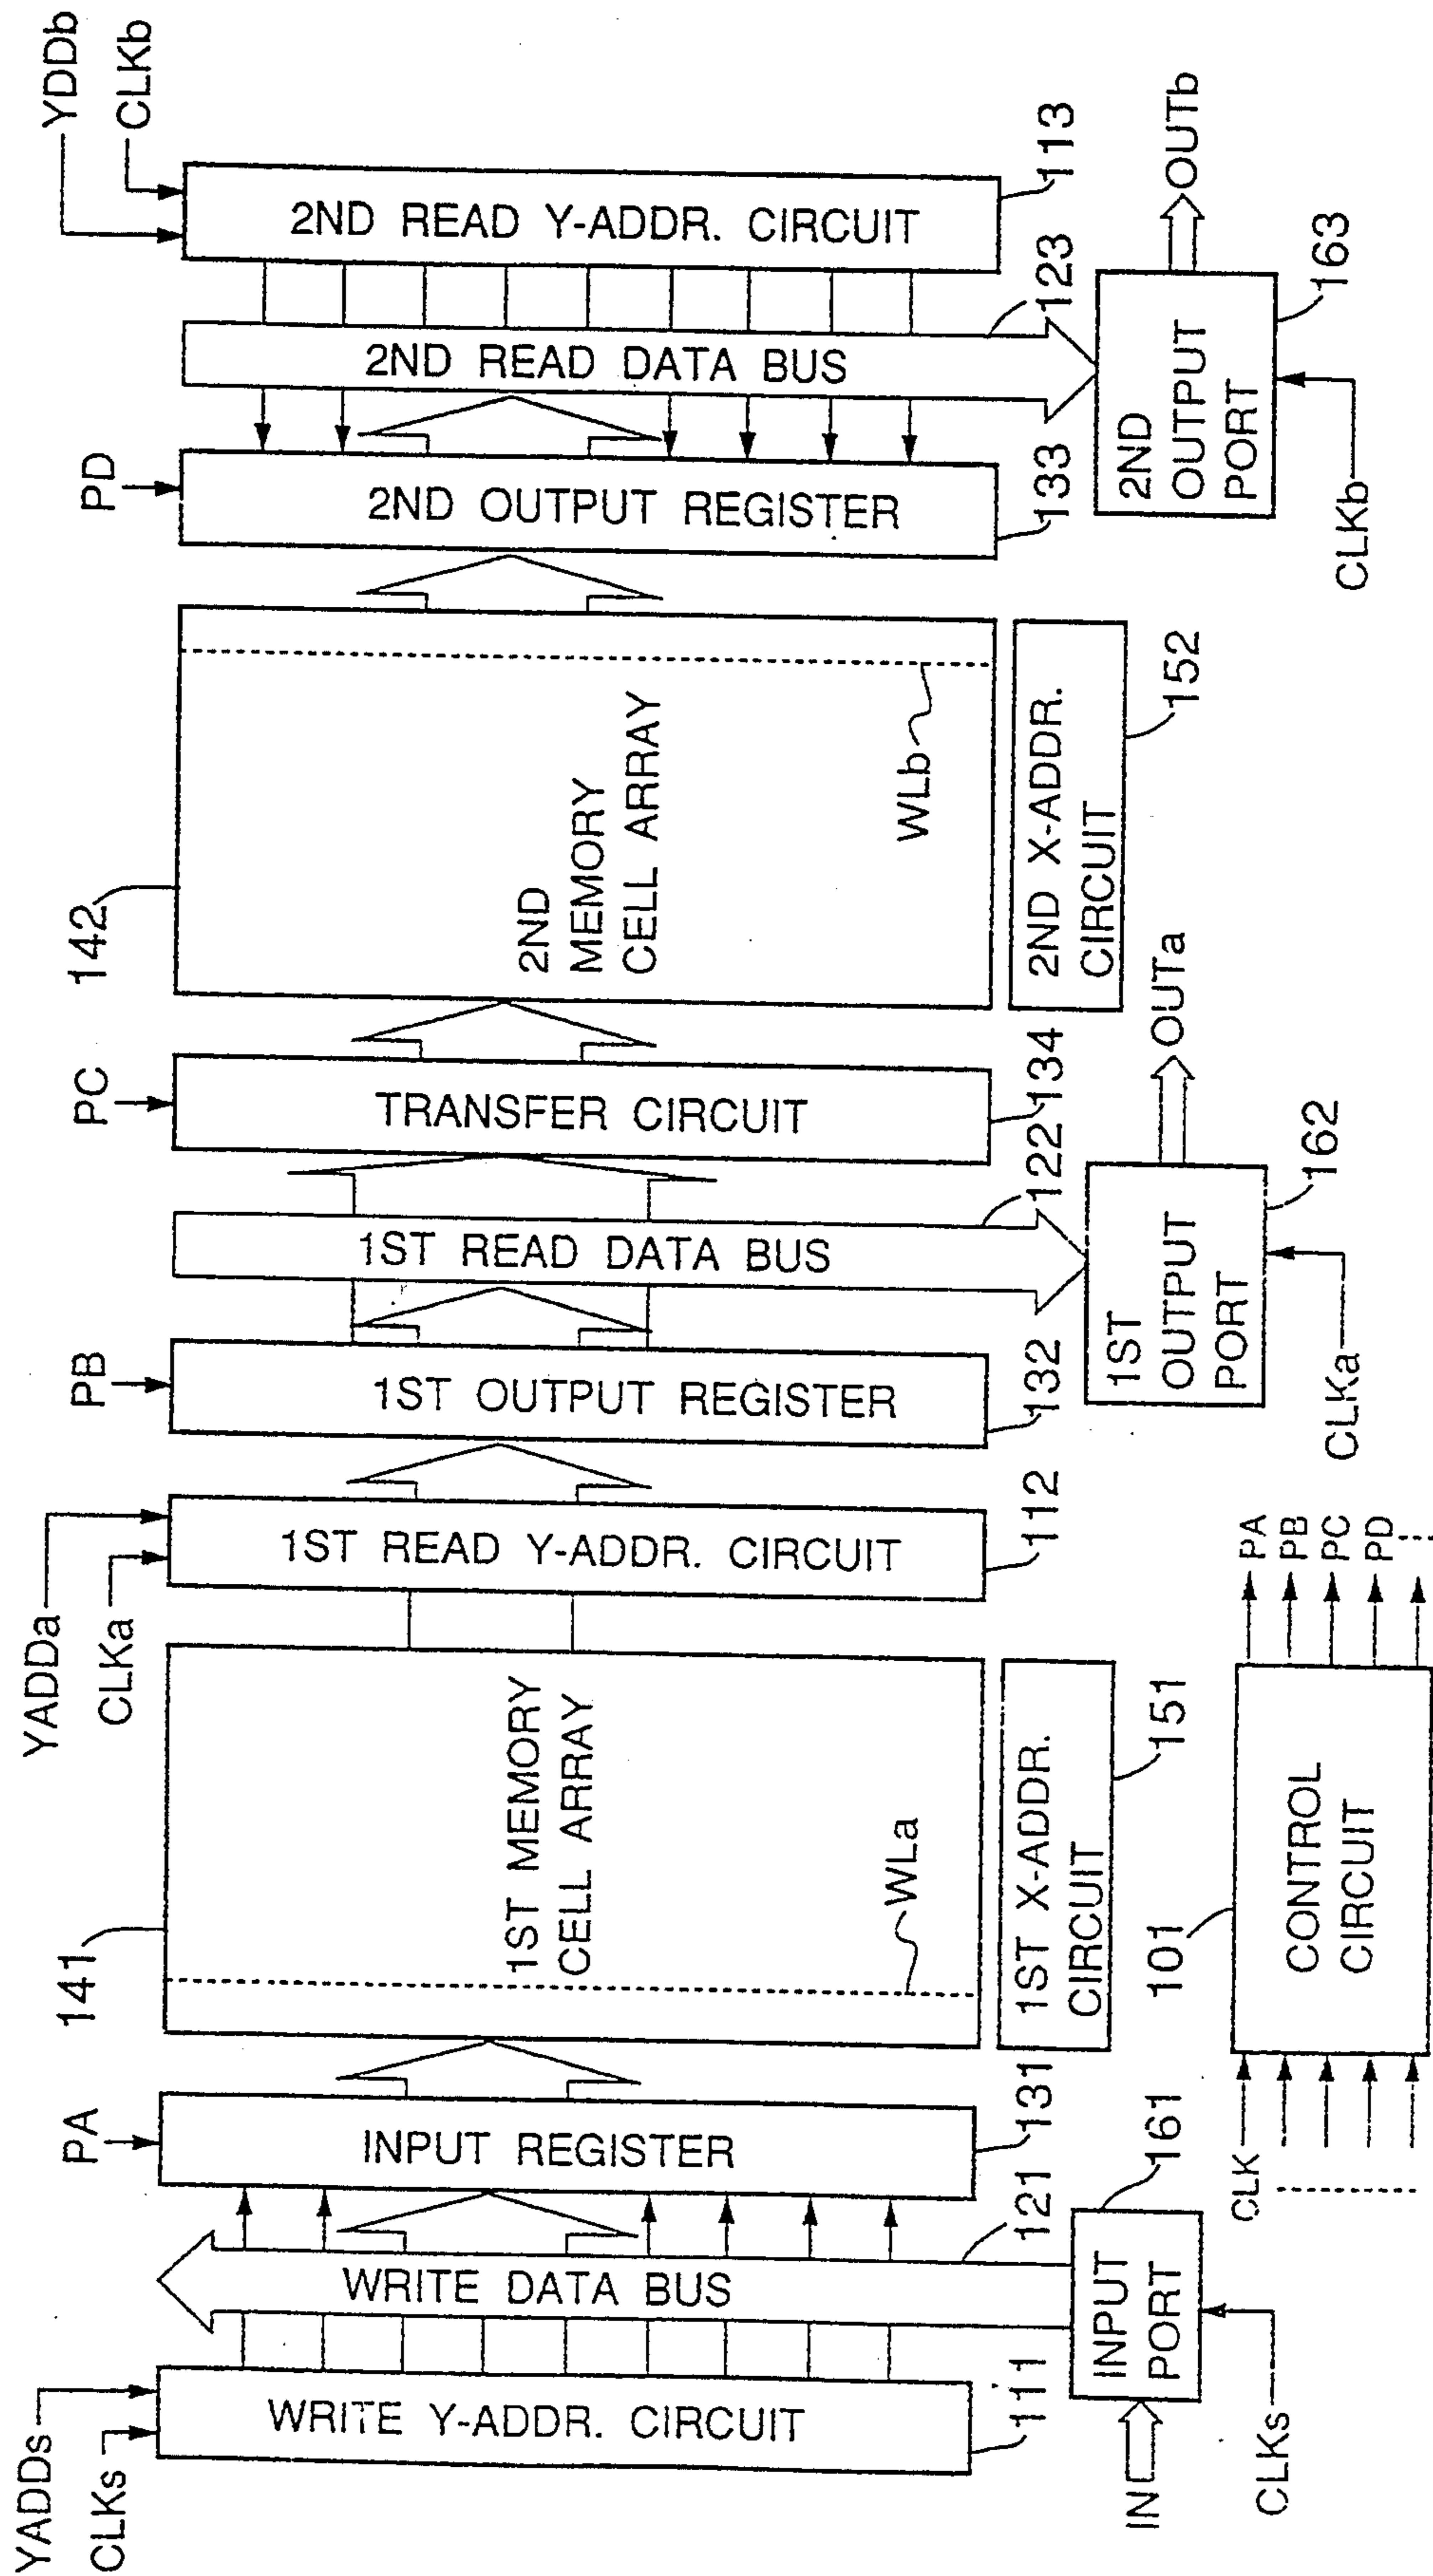 YADDs
CLKs
WRITE Y-ADDR. CIRCUIT
111
WRITE DATA BUS
121
IN
INPUT
PORT
161
CLKs
PA
INPUT REGISTER
131
141
1ST MEMORY
CELL ARRAY
WLa
1ST X-ADDR.
CIRCUIT
151
YADDa
CLKa
1ST READ Y-ADDR. CIRCUIT
112
PB
1ST OUTPUT REGISTER
132
1ST READ DATA BUS
122
1ST
OUTPUT
PORT
162
CLKa
OUTa
PC
TRANSFER CIRCUIT
134
142
2ND
MEMORY
CELL ARRAY
WLb
2ND X-ADDR.
CIRCUIT
152
PD
2ND OUTPUT REGISTER
133
2ND READ DATA BUS
123
YDDb
CLKb
2ND READ Y-ADDR. CIRCUIT
113
2ND
OUTPUT
PORT
163
CLKb
OUTb
101
CLK
CONTROL
CIRCUIT
PA
PB
PC
PD